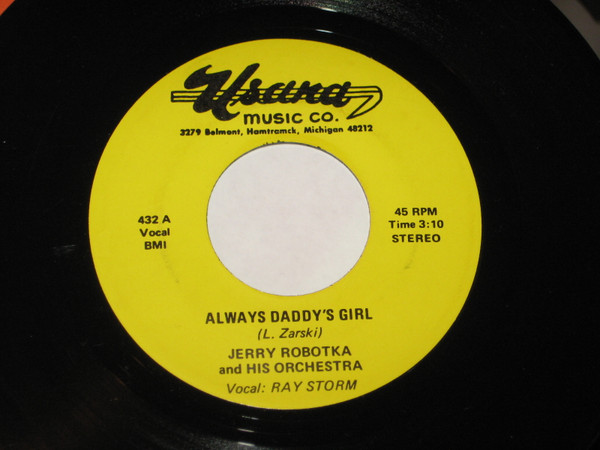 Usana
MUSIC CO.
3279 Belmont, Hamtramck, Michigan 48212
432 A
Vocal
BMI
45 RPM
Time 3:10
STEREO
ALWAYS DADDY'S GIRL
(L. Zarski)
JERRY ROBOTKA
and HIS ORCHESTRA
Vocal: RAY STORM